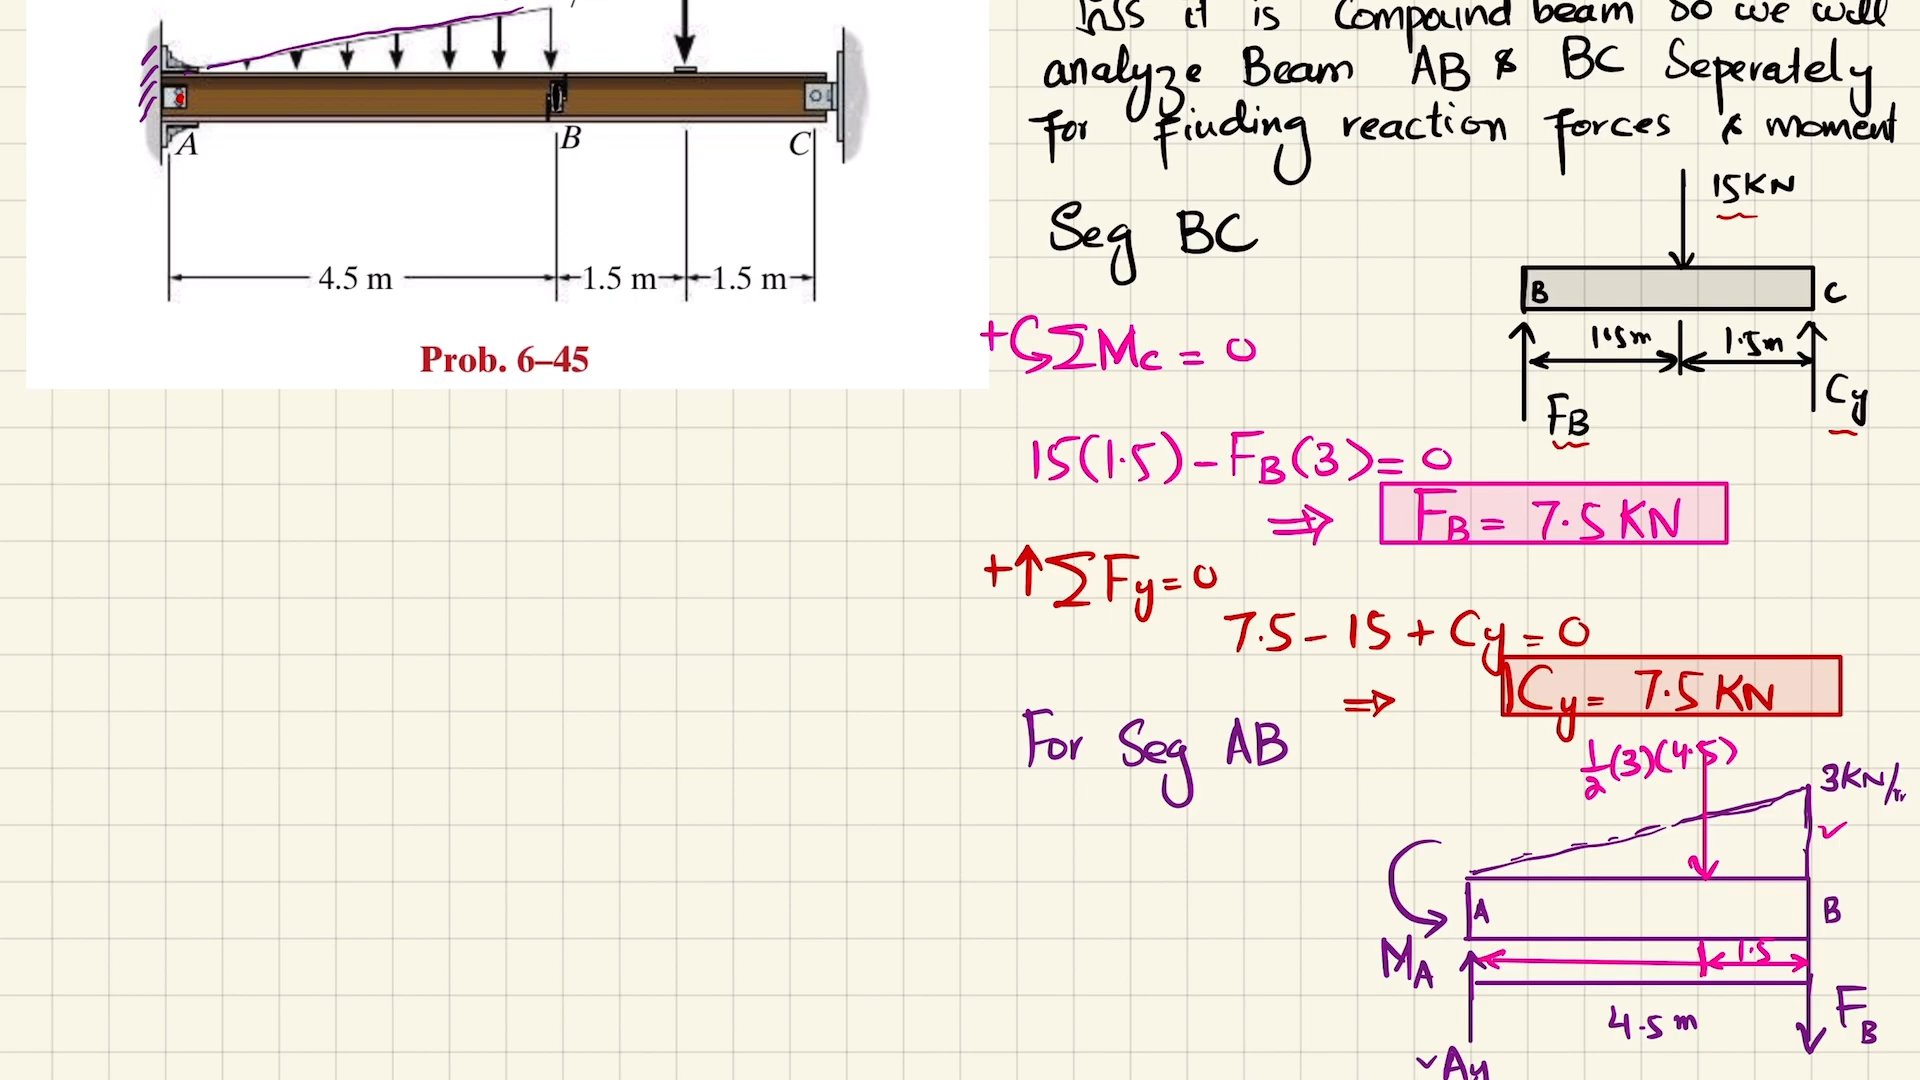 A
B
C
4.5 m
1.5 m
1.5 m
Prob. 6–45
it is Compound beam so we will
analyze Beam AB & BC Seperately
for finding reaction forces & moment
15KN
Seg BC
B
C
1.5m
1.5m
FB
Cy
+ΣMc = 0
15(1.5) - FB(3) = 0
⇒ FB = 7.5 KN
+↑ΣFy = 0
7.5 - 15 + Cy = 0
⇒ Cy = 7.5 KN
For Seg AB
1/2(3)(4.5)
3KN/
A
B
MA
1.5
4.5 m
FB
Ay